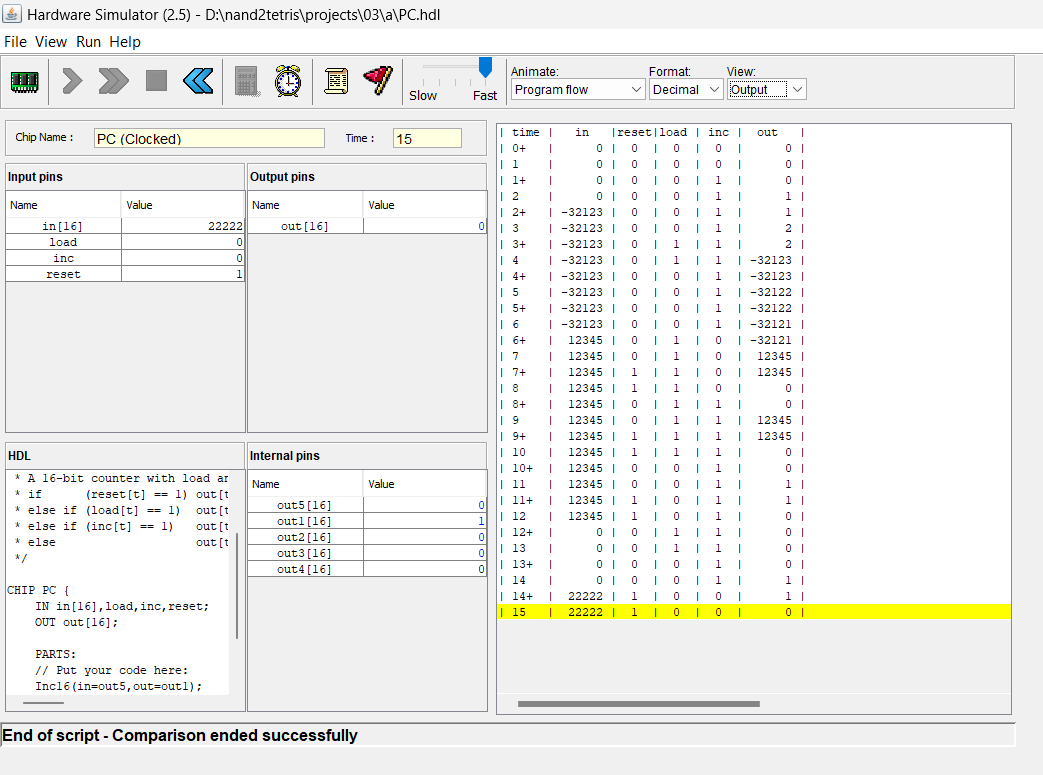 Hardware Simulator (2.5) - D:\nand2tetris\projects\03\a\PC.hdl
File View Run Help
Slow Fast
Animate: Format: View:
Program flow Decimal Output
Chip Name : PC (Clocked) Time : 15
Input pins
Name Value
in[16] 22222
load 0
inc 0
reset 1
Output pins
Name Value
out[16] 0
HDL
* A 16-bit counter with load an
* if (reset[t] == 1) out[t
* else if (load[t] == 1) out[t
* else if (inc[t] == 1) out[t
* else out[t
*/
CHIP PC {
IN in[16],load,inc,reset;
OUT out[16];
PARTS:
// Put your code here:
Inc16(in=out5,out=out1);
Internal pins
Name Value
out5[16] 0
out1[16] 1
out2[16] 0
out3[16] 0
out4[16] 0
| time | in |reset|load | inc | out |
| 0+ | 0 | 0 | 0 | 0 | 0 |
| 1 | 0 | 0 | 0 | 0 | 0 |
| 1+ | 0 | 0 | 0 | 1 | 0 |
| 2 | 0 | 0 | 0 | 1 | 1 |
| 2+ | -32123 | 0 | 0 | 1 | 1 |
| 3 | -32123 | 0 | 0 | 1 | 2 |
| 3+ | -32123 | 0 | 1 | 1 | 2 |
| 4 | -32123 | 0 | 1 | 1 | -32123 |
| 4+ | -32123 | 0 | 0 | 1 | -32123 |
| 5 | -32123 | 0 | 0 | 1 | -32122 |
| 5+ | -32123 | 0 | 0 | 1 | -32122 |
| 6 | -32123 | 0 | 0 | 1 | -32121 |
| 6+ | 12345 | 0 | 1 | 0 | -32121 |
| 7 | 12345 | 0 | 1 | 0 | 12345 |
| 7+ | 12345 | 1 | 1 | 0 | 12345 |
| 8 | 12345 | 1 | 1 | 0 | 0 |
| 8+ | 12345 | 0 | 1 | 1 | 0 |
| 9 | 12345 | 0 | 1 | 1 | 12345 |
| 9+ | 12345 | 1 | 1 | 1 | 12345 |
| 10 | 12345 | 1 | 1 | 1 | 0 |
| 10+ | 12345 | 0 | 0 | 1 | 0 |
| 11 | 12345 | 0 | 0 | 1 | 1 |
| 11+ | 12345 | 1 | 0 | 1 | 1 |
| 12 | 12345 | 1 | 0 | 1 | 0 |
| 12+ | 0 | 0 | 1 | 1 | 0 |
| 13 | 0 | 0 | 1 | 1 | 0 |
| 13+ | 0 | 0 | 0 | 1 | 0 |
| 14 | 0 | 0 | 0 | 1 | 1 |
| 14+ | 22222 | 1 | 0 | 0 | 1 |
| 15 | 22222 | 1 | 0 | 0 | 0 |
End of script - Comparison ended successfully